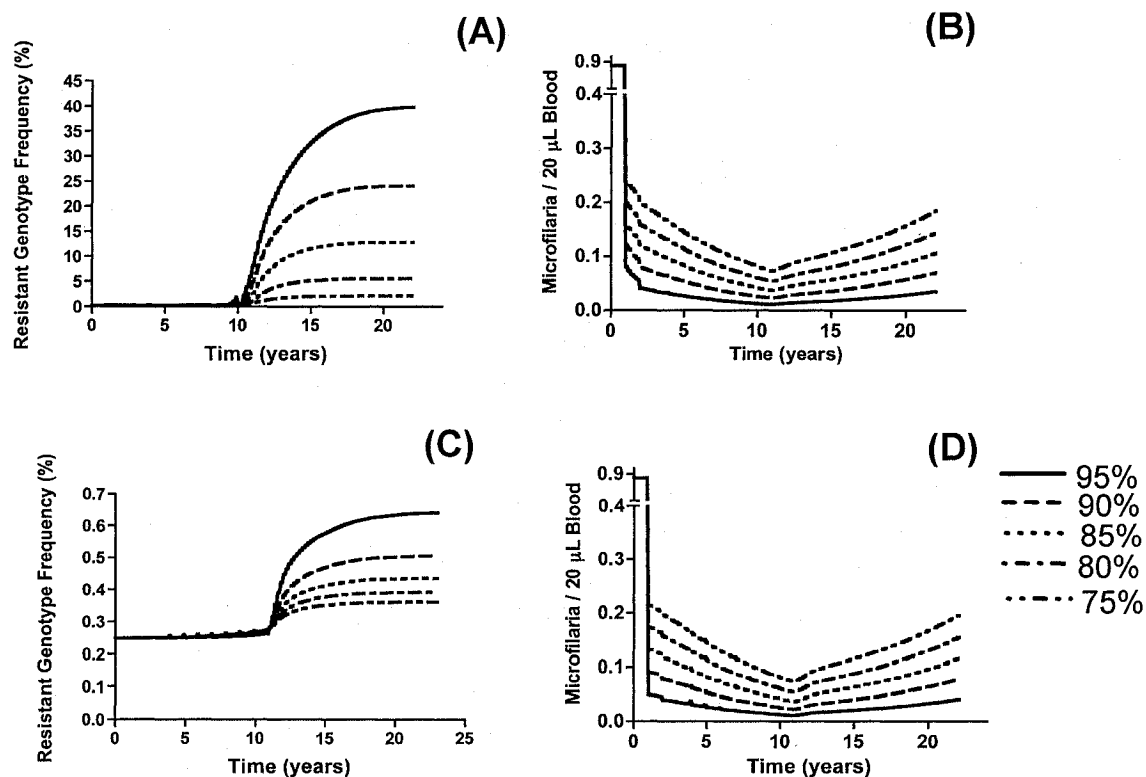 (A)
Resistant Genotype Frequency (%)
45
40
35
30
25
20
15
10
5
0
0 5 10 15 20
Time (years)
(B)
Microfilaria / 20 μL Blood
0.9
0.4
0.3
0.2
0.1
0.0
0 5 10 15 20
Time (years)
(C)
Resistant Genotype Frequency (%)
0.7
0.6
0.5
0.4
0.3
0.2
0.1
0.0
0 5 10 15 20 25
Time (years)
(D)
Microfilaria / 20 μL Blood
0.9
0.4
0.2
0.1
0.0
0 5 10 15 20
Time (years)
95%
90%
85%
80%
75%